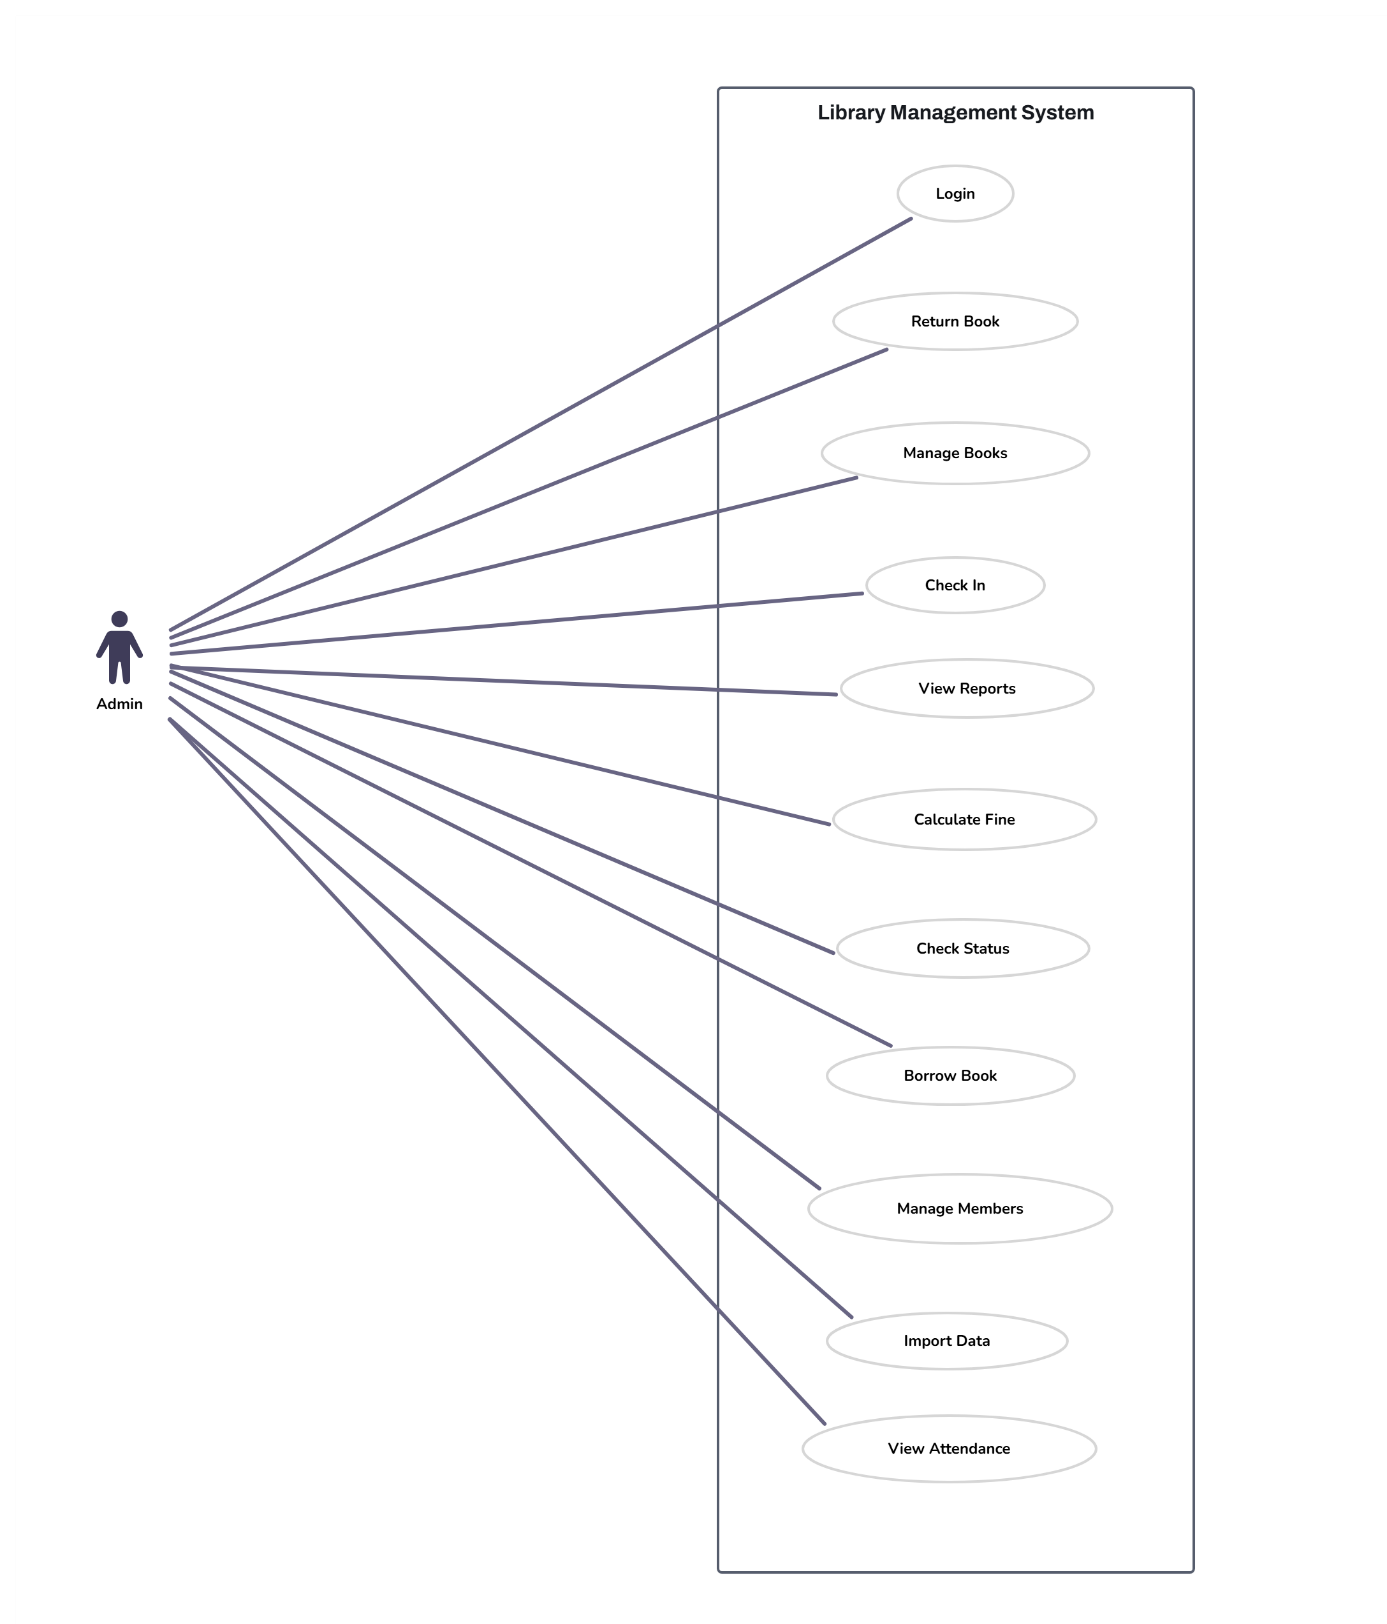 Library Management System
Login
Return Book
Manage Books
Check In
View Reports
Admin
Calculate Fine
Check Status
Borrow Book
Manage Members
Import Data
View Attendance